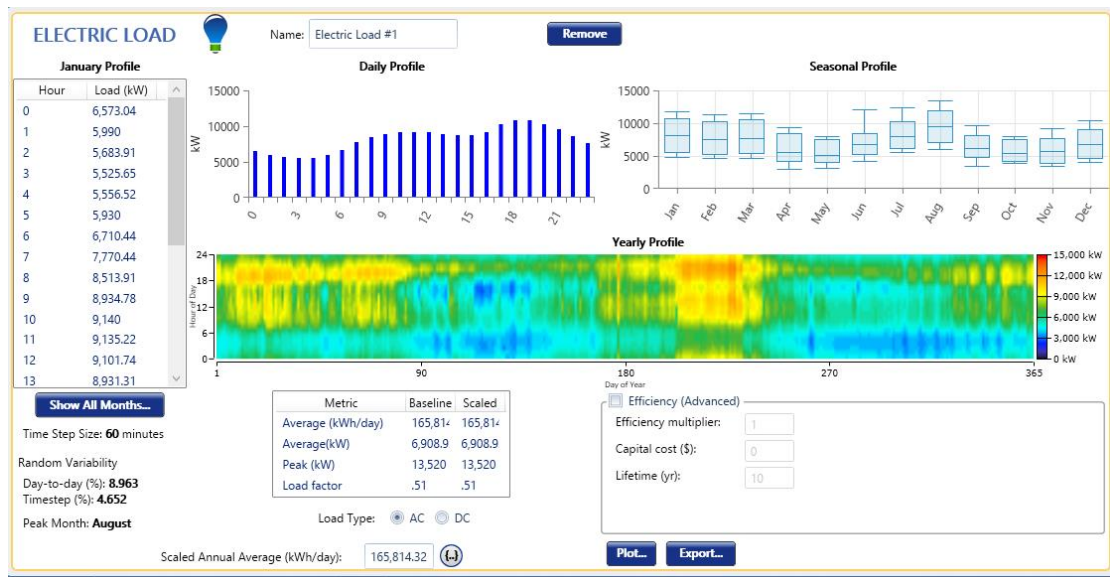 ELECTRIC LOAD
Name: Electric Load #1
Remove
January Profile
Hour Load (kW)
0 6,573.04
1 5,990
2 5,683.91
3 5,525.65
4 5,556.52
5 5,930
6 6,710.44
7 7,770.44
8 8,513.91
9 8,934.78
10 9,140
11 9,135.22
12 9,101.74
13 8,931.31
Show All Months...
Time Step Size: 60 minutes
Random Variability
Day-to-day (%): 8.963
Timestep (%): 4.652
Peak Month: August
Daily Profile
kW
15000
10000
5000
0
0 3 6 9 12 15 18 21
Seasonal Profile
kW
15000
10000
5000
0
Jan Feb Mar Apr May Jun Jul Aug Sep Oct Nov Dec
Yearly Profile
Hour of Day
24
18
12
6
0
1 90 180 270 365
Day of Year
15,000 kW
12,000 kW
9,000 kW
6,000 kW
3,000 kW
0 kW
Metric Baseline Scaled
Average (kWh/day) 165,814 165,814
Average(kW) 6,908.9 6,908.9
Peak (kW) 13,520 13,520
Load factor .51 .51
Load Type: AC DC
Scaled Annual Average (kWh/day): 165,814.32 {..}
Efficiency (Advanced)
Efficiency multiplier: 1
Capital cost ($): 0
Lifetime (yr): 10
Plot... Export...